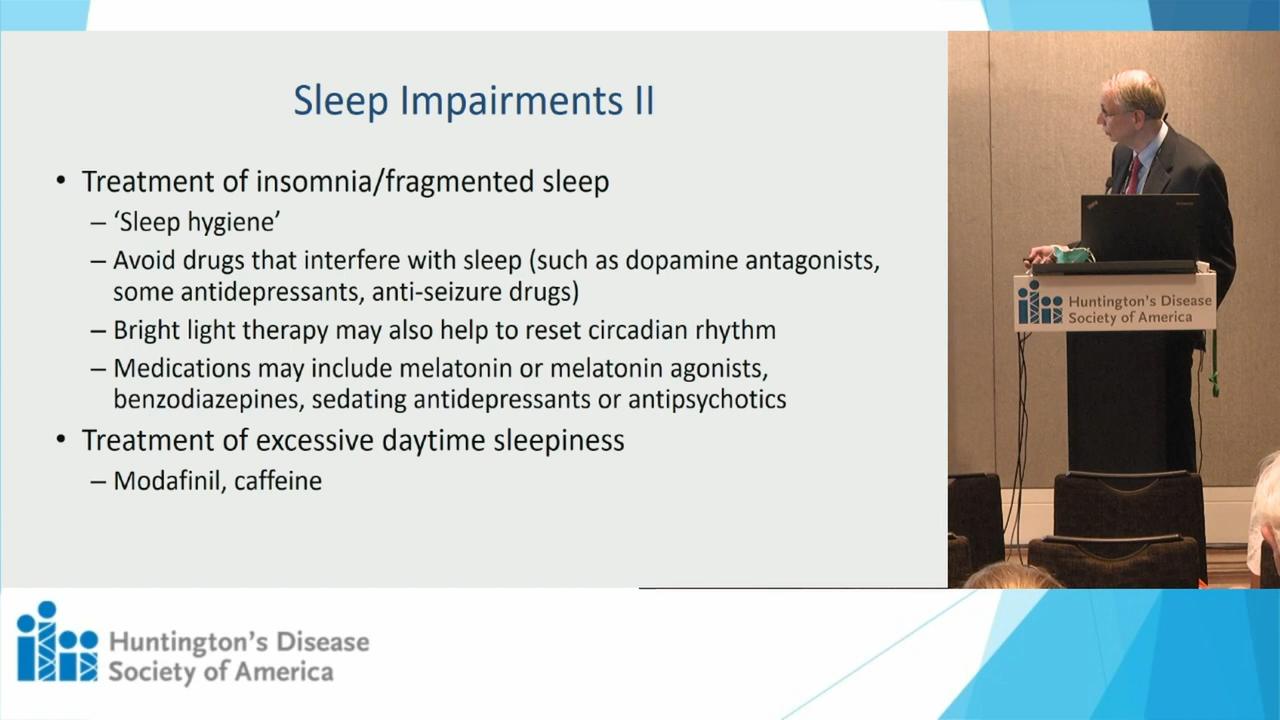 Sleep Impairments II
• Treatment of insomnia/fragmented sleep
– ‘Sleep hygiene’
– Avoid drugs that interfere with sleep (such as dopamine antagonists,
some antidepressants, anti-seizure drugs)
– Bright light therapy may also help to reset circadian rhythm
– Medications may include melatonin or melatonin agonists,
benzodiazepines, sedating antidepressants or antipsychotics
• Treatment of excessive daytime sleepiness
– Modafinil, caffeine
Huntington's Disease
Society of America
Huntington's Disease
Society of America